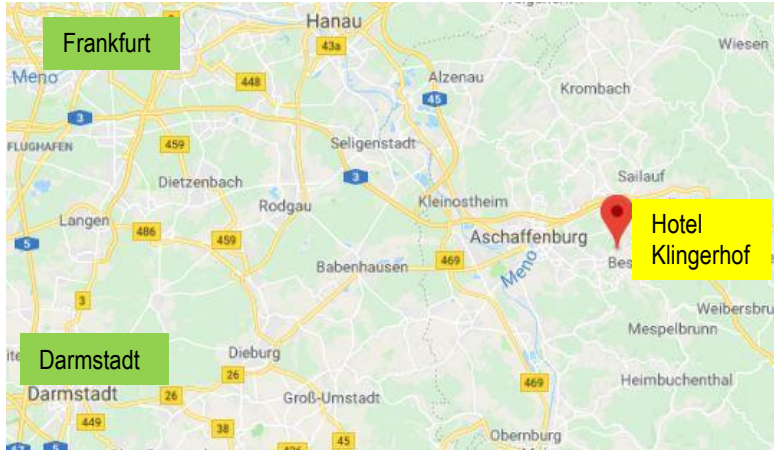 Frankfurt
Hanau
43a
Wiesen
Meno
448
Alzenau
Krombach
45
3
FLUGHAFEN
459
Seligenstadt
Dietzenbach
3
Sailauf
Rodgau
Kleinostheim
Langen
486
459
Aschaffenburg
Hotel
Klingerhof
5
469
Babenhausen
Meno
Bes
3
Weibersbru
Mespelbrunn
Darmstadt
Dieburg
26
469
Heimbuchenthal
Darmstadt
26
Groß-Umstadt
449
38
45
Obernburg
5